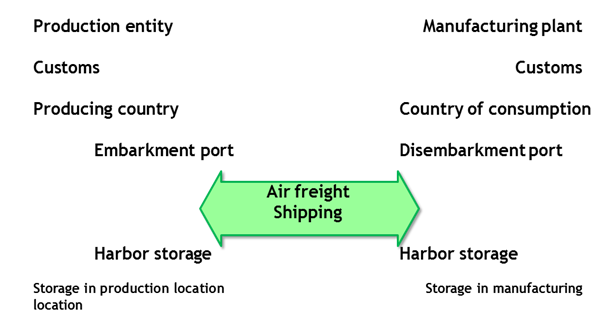 Production entity Manufacturing plant
Customs Customs
Producing country Country of consumption
Embarkment port Disembarkment port
Air freight
Shipping
Harbor storage Harbor storage
Storage in production location Storage in manufacturing
location